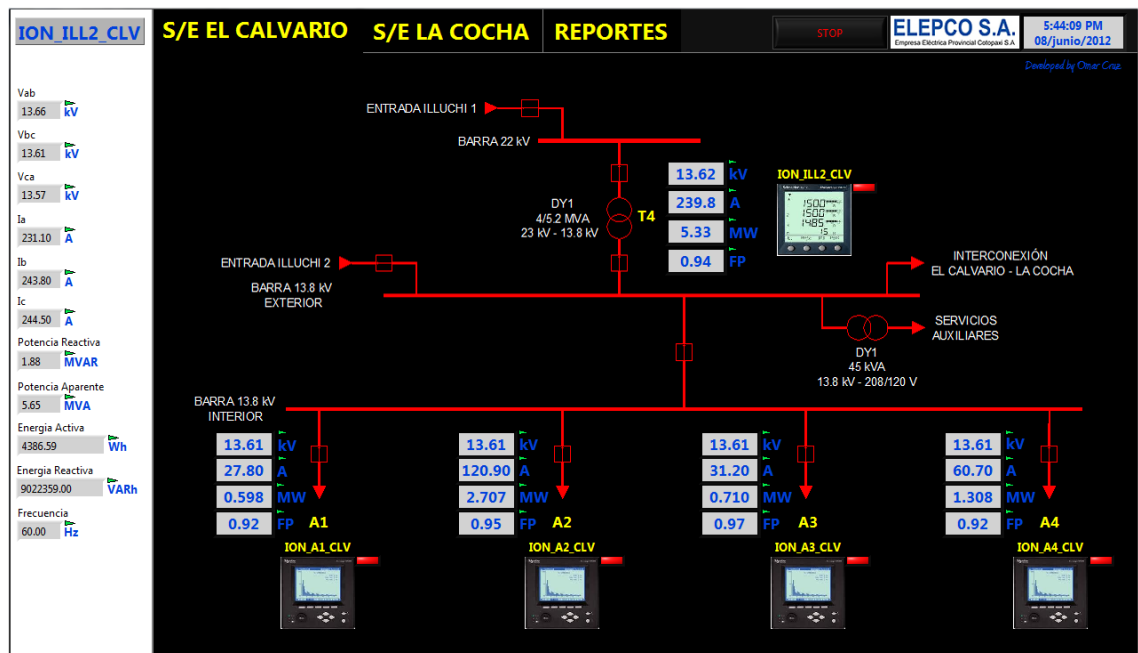 ION_ILL2_CLV
S/E EL CALVARIO
S/E LA COCHA
REPORTES
STOP
ELEPCO S.A.
Empresa Eléctrica Provincial Cotopaxi S.A
5:44:09 PM
08/junio/2012
Developed by Omar Cruz
Vab
13.66 kV
Vbc
13.61 kV
Vca
13.57 kV
Ia
231.10 A
Ib
243.80 A
Ic
244.50 A
Potencia Reactiva
1.88 MVAR
Potencia Aparente
5.65 MVA
Energia Activa
4386.59 Wh
Energia Reactiva
9022359.00 VARh
Frecuencia
60.00 Hz
ENTRADA ILLUCHI 1
BARRA 22 kV
DY1
4/5.2 MVA
23 kV - 13.8 kV
T4
13.62 kV
239.8 A
5.33 MW
0.94 FP
ION_ILL2_CLV
1500
1500
1485
15
ENTRADA ILLUCHI 2
BARRA 13.8 kV
EXTERIOR
INTERCONEXIÓN
EL CALVARIO - LA COCHA
SERVICIOS
AUXILIARES
DY1
45 kVA
13.8 kV - 208/120 V
BARRA 13.8 kV
INTERIOR
13.61 kV
27.80 A
0.598 MW
0.92 FP
A1
ION_A1_CLV
13.61 kV
120.90 A
2.707 MW
0.95 FP
A2
ION_A2_CLV
13.61 kV
31.20 A
0.710 MW
0.97 FP
A3
ION_A3_CLV
13.61 kV
60.70 A
1.308 MW
0.92 FP
A4
ION_A4_CLV